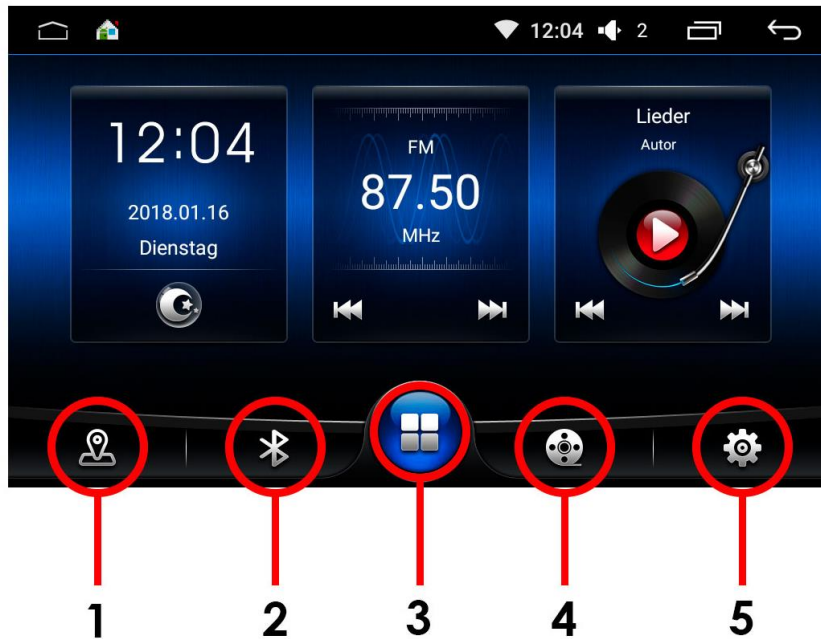 12:04 2
12:04
2018.01.16
Dienstag
FM
87.50
MHz
Lieder
Autor
1 2 3 4 5